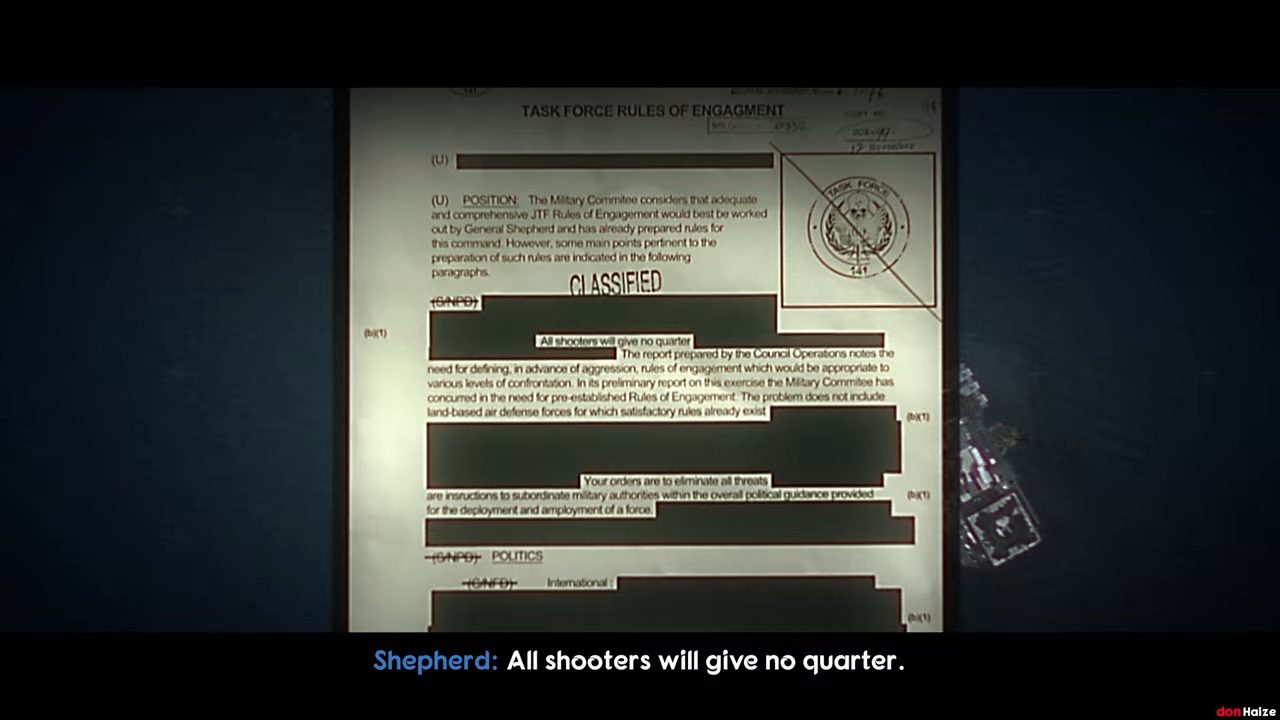 141
TASK FORCE RULES OF ENGAGMENT
(U)
TASK FORCE
141
(U) POSITION: The Military Commitee considers that adequate
and comprehensive JTF Rules of Engagement would best be worked
out by General Shepherd and has already prepared rules for
this command. However, some main points pertinent to the
preparation of such rules are indicated in the following
paragraphs.
CLASSIFIED
(S/NPD)
(b)(1)
All shooters will give no quarter
The report prepared by the Council Operations notes the
need for defining, in advance of aggression, rules of engagement which would be appropriate to
various levels of confrontation. In its preliminary report on this exercise the Military Commitee has
concurred in the need for pre-established Rules of Engagement. The problem does not include
land-based air defense forces for which satisfactory rules already exist
(b)(1)
Your orders are to eliminate all threats
are insructions to subordinate military authorities within the overall political guidance provided
(b)(1)
for the deployment and amployment of a force.
(S/NPD) POLITICS
International :
(b)(1)
Shepherd: All shooters will give no quarter.
donHaize